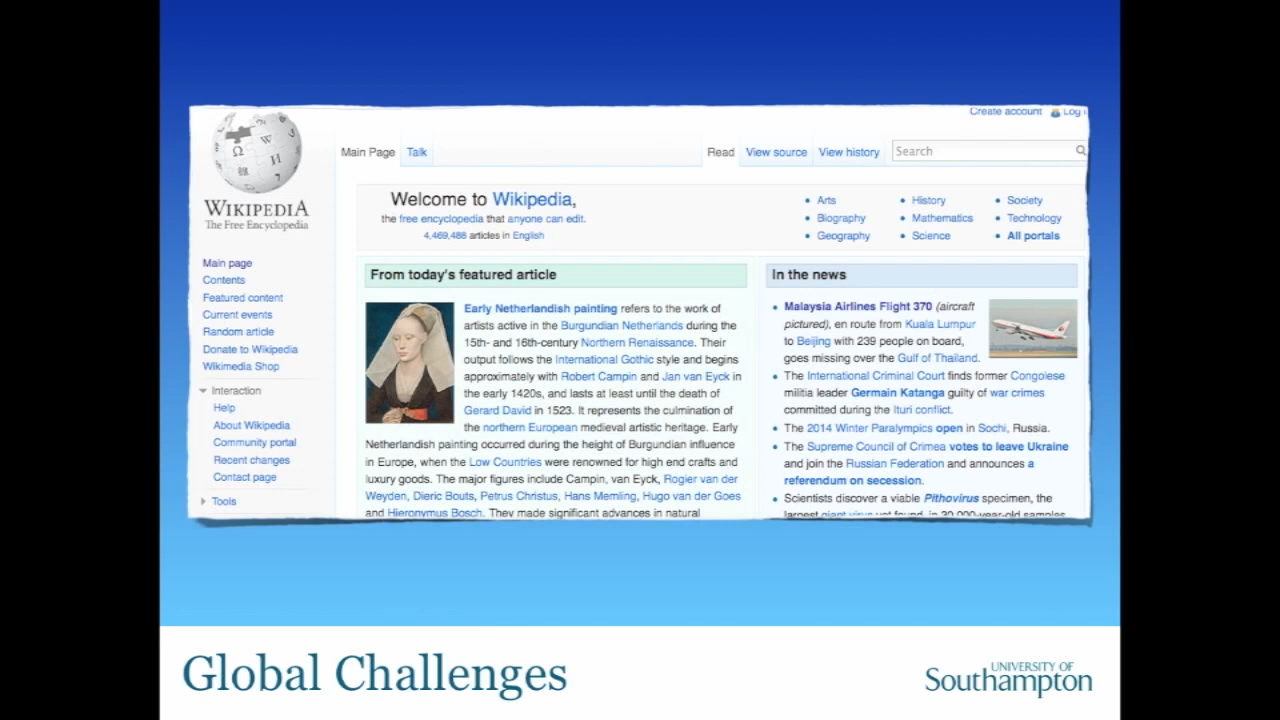 Create account Log
Main Page Talk Read View source View history Search
WIKIPEDIA
The Free Encyclopedia
Main page
Contents
Featured content
Current events
Random article
Donate to Wikipedia
Wikimedia Shop
Interaction
Help
About Wikipedia
Community portal
Recent changes
Contact page
Tools
Welcome to Wikipedia,
the free encyclopedia that anyone can edit.
4,469,488 articles in English
Arts
Biography
Geography
History
Mathematics
Science
Society
Technology
All portals
From today's featured article
Early Netherlandish painting refers to the work of
artists active in the Burgundian Netherlands during the
15th- and 16th-century Northern Renaissance. Their
output follows the International Gothic style and begins
approximately with Robert Campin and Jan van Eyck in
the early 1420s, and lasts at least until the death of
Gerard David in 1523. It represents the culmination of
the northern European medieval artistic heritage. Early
Netherlandish painting occurred during the height of Burgundian influence
in Europe, when the Low Countries were renowned for high end crafts and
luxury goods. The major figures include Campin, van Eyck, Rogier van der
Weyden, Dieric Bouts, Petrus Christus, Hans Memling, Hugo van der Goes
and Hieronymus Bosch. They made significant advances in natural
In the news
Malaysia Airlines Flight 370 (aircraft
pictured), en route from Kuala Lumpur
to Beijing with 239 people on board,
goes missing over the Gulf of Thailand.
The International Criminal Court finds former Congolese
militia leader Germain Katanga guilty of war crimes
committed during the Ituri conflict.
The 2014 Winter Paralympics open in Sochi, Russia.
The Supreme Council of Crimea votes to leave Ukraine
and join the Russian Federation and announces a
referendum on secession.
Scientists discover a viable Pithovirus specimen, the
largest giant virus yet found, in 30,000-year-old samples
Global Challenges
UNIVERSITY OF
Southampton